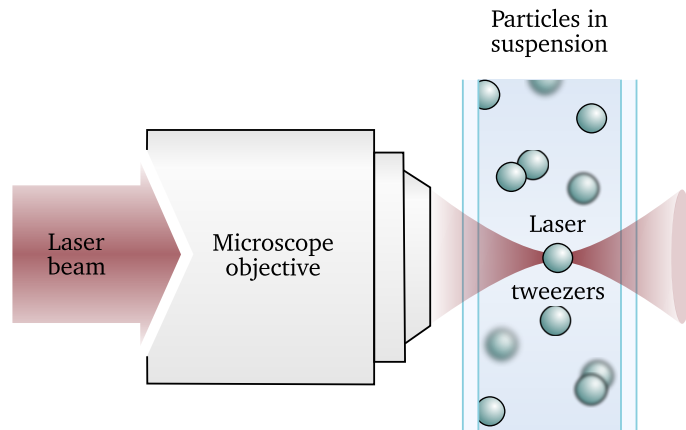 Particles in
suspension
Laser
beam
Microscope
objective
Laser
tweezers